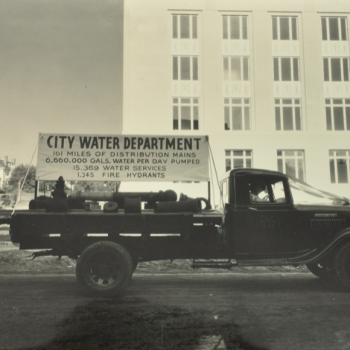 CITY WATER DEPARTMENT
191 MILES OF DISTRIBUTION MAINS
6,660,000 GALS. WATER PER DAY PUMPED
15,369 WATER SERVICES
1,345 FIRE HYDRANTS